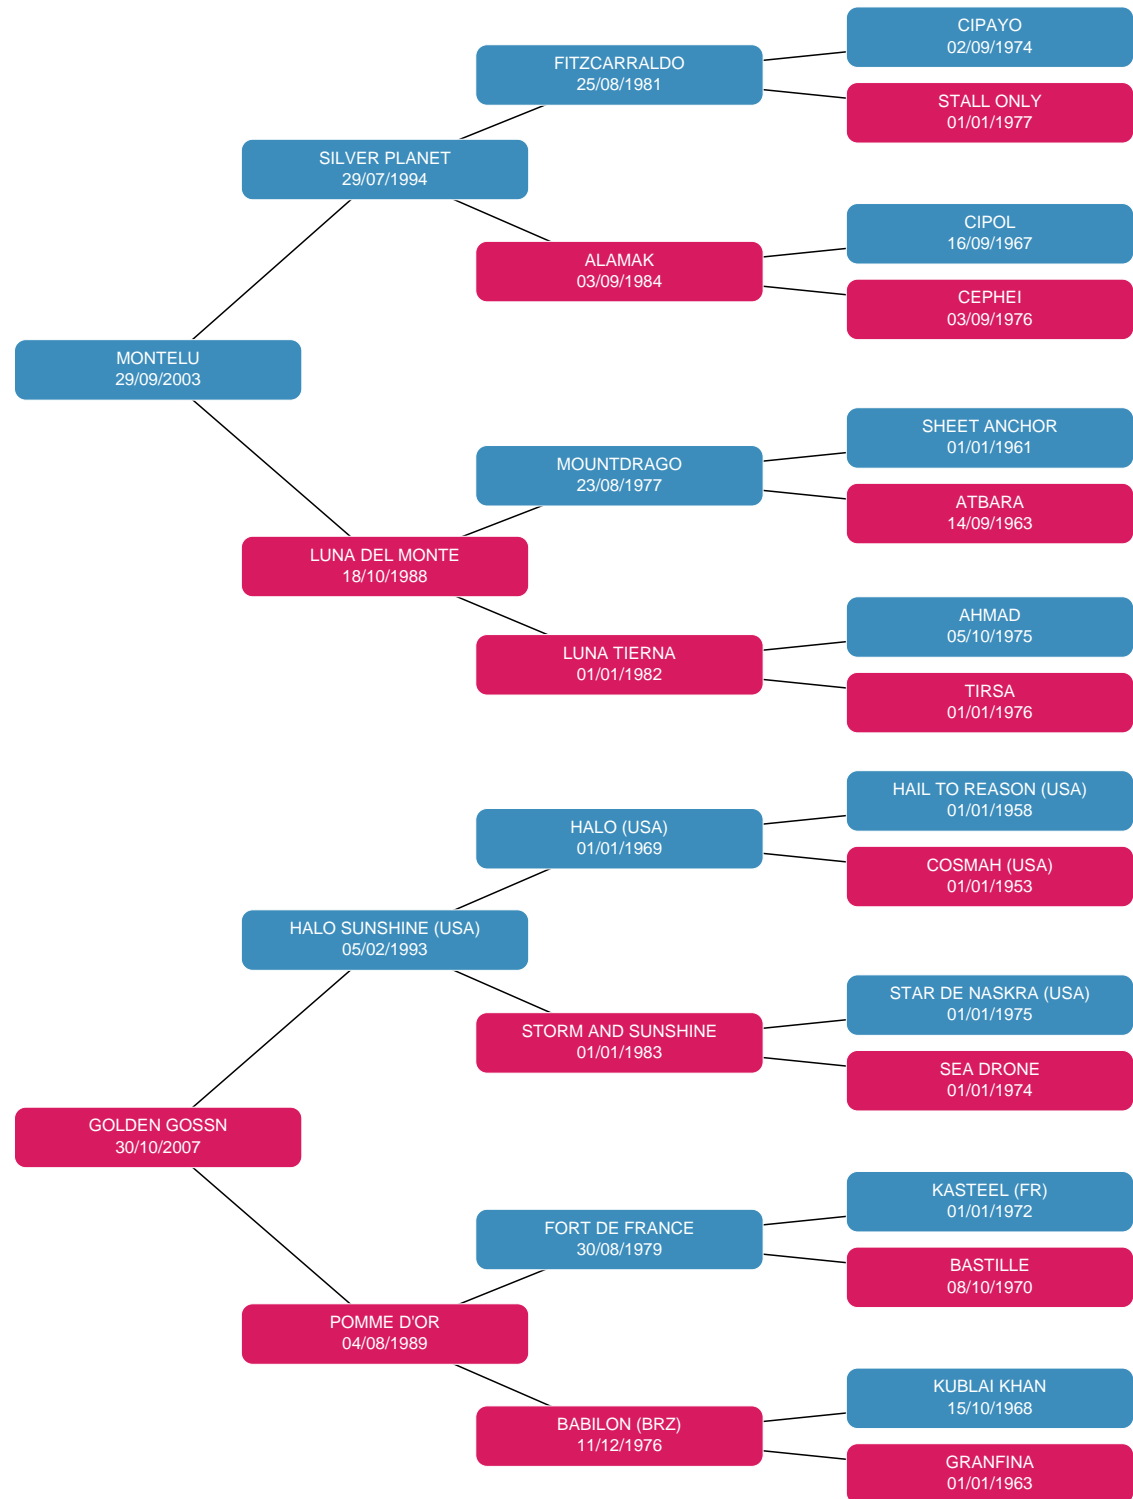 CIPAYO
02/09/1974
FITZCARRALDO
25/08/1981
STALL ONLY
01/01/1977
SILVER PLANET
29/07/1994
CIPOL
16/09/1967
ALAMAK
03/09/1984
CEPHEI
03/09/1976
MONTELU
29/09/2003
SHEET ANCHOR
01/01/1961
MOUNTDRAGO
23/08/1977
ATBARA
14/09/1963
LUNA DEL MONTE
18/10/1988
AHMAD
05/10/1975
LUNA TIERNA
01/01/1982
TIRSA
01/01/1976
HAIL TO REASON (USA)
01/01/1958
HALO (USA)
01/01/1969
COSMAH (USA)
01/01/1953
HALO SUNSHINE (USA)
05/02/1993
STAR DE NASKRA (USA)
01/01/1975
STORM AND SUNSHINE
01/01/1983
SEA DRONE
01/01/1974
GOLDEN GOSSN
30/10/2007
KASTEEL (FR)
01/01/1972
FORT DE FRANCE
30/08/1979
BASTILLE
08/10/1970
POMME D'OR
04/08/1989
KUBLAI KHAN
15/10/1968
BABILON (BRZ)
11/12/1976
GRANFINA
01/01/1963